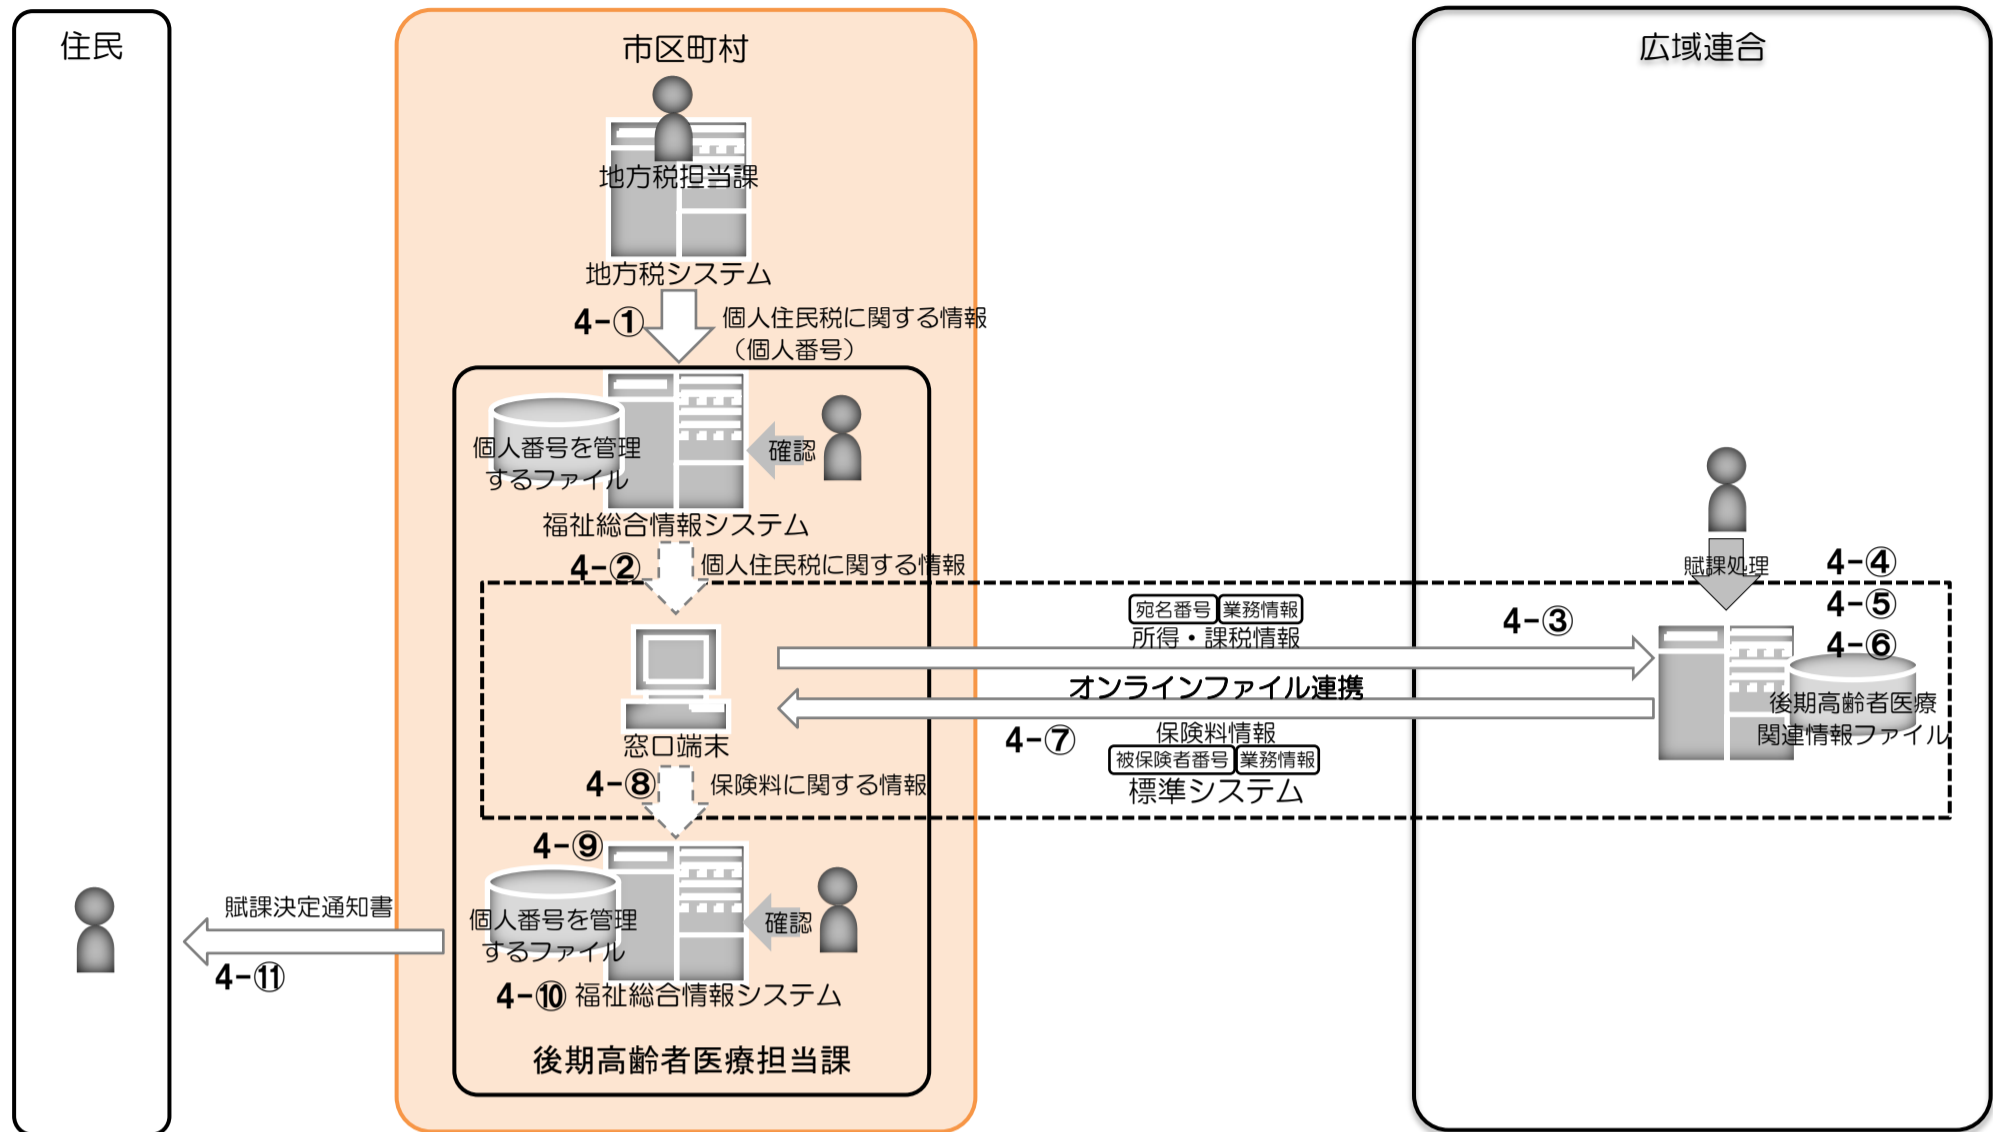 住民
市区町村
広域連合
地方税担当課
地方税システム
4-①
個人住民税に関する情報
（個人番号）
個人番号を管理
するファイル
確認
福祉総合情報システム
4-②
個人住民税に関する情報
賦課処理
4-④
4-⑤
4-⑥
宛名番号 業務情報
所得・課税情報
4-③
オンラインファイル連携
窓口端末
4-⑦
保険料情報
被保険者番号 業務情報
標準システム
後期高齢者医療
関連情報ファイル
4-⑧
保険料に関する情報
4-⑨
個人番号を管理
するファイル
確認
4-⑩ 福祉総合情報システム
賦課決定通知書
4-⑪
後期高齢者医療担当課